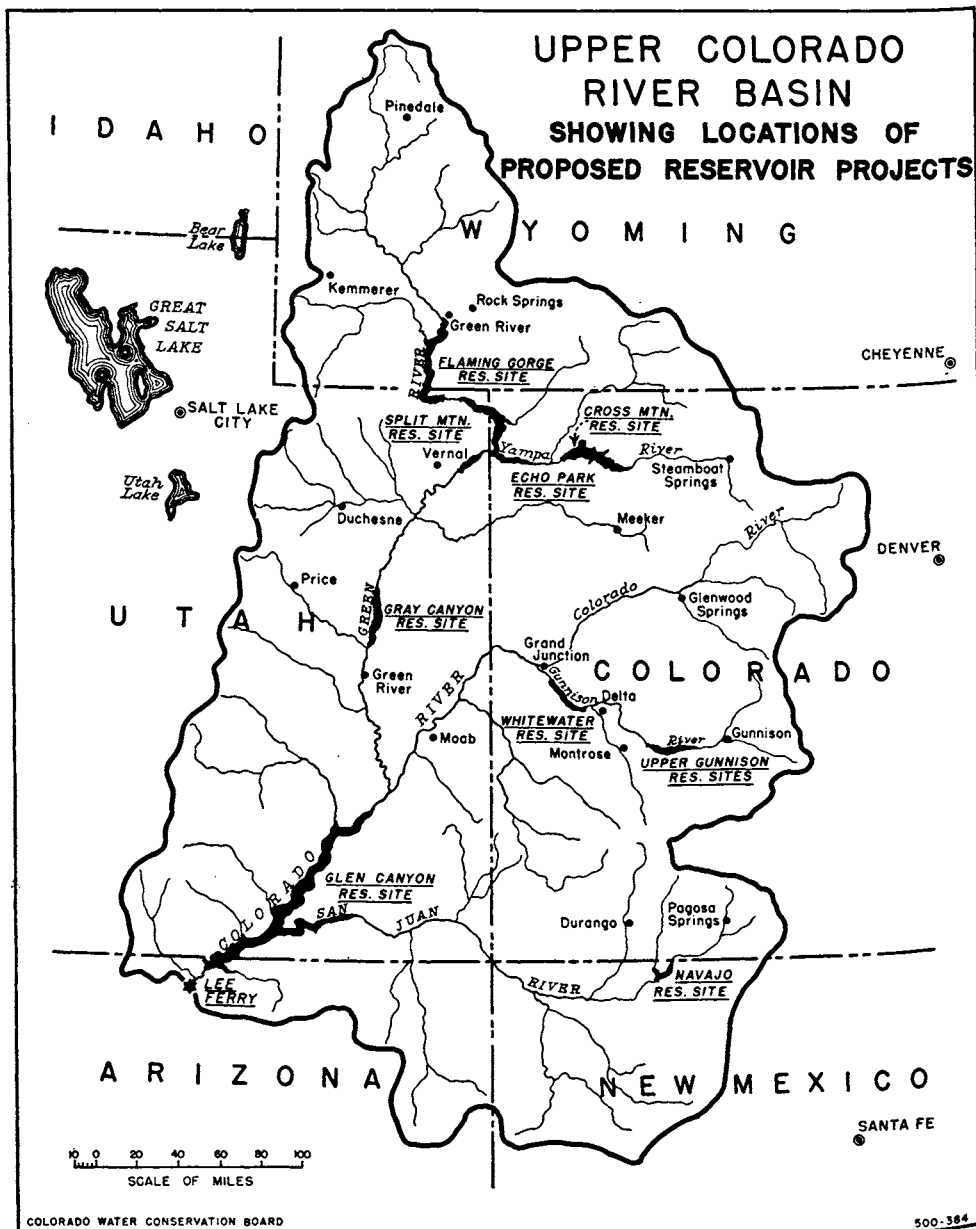 UPPER COLORADO
RIVER BASIN
SHOWING LOCATIONS OF
PROPOSED RESERVOIR PROJECTS
IDAHO
Pinedale
WYOMING
Bear
Lake
Kemmerer
Rock Springs
Green River
GREAT
SALT
LAKE
RIVER
FLAMING GORGE
RES. SITE
CHEYENNE
SALT LAKE
CITY
SPLIT MTN.
RES. SITE
CROSS MTN.
RES. SITE
Vernal
Yampa
River
Steamboat
Springs
ECHO PARK
RES. SITE
Utah
Lake
Duchesne
Meeker
River
DENVER
Price
Colorado
Glenwood
Springs
UTAH
GREEN
GRAY CANYON
RES. SITE
Grand
Junction
COLORADO
Green
River
RIVER
Gunnison
Delta
WHITEWATER
RES. SITE
River
Gunnison
Moab
Montrose
UPPER GUNNISON
RES. SITES
COLORADO
GLEN CANYON
RES. SITE
SAN
JUAN
Durango
Pagosa
Springs
LEE
FERRY
RIVER
NAVAJO
RES. SITE
ARIZONA
NEW MEXICO
SANTA FE
10 0 20 40 60 80 100
SCALE OF MILES
COLORADO WATER CONSERVATION BOARD
500-384